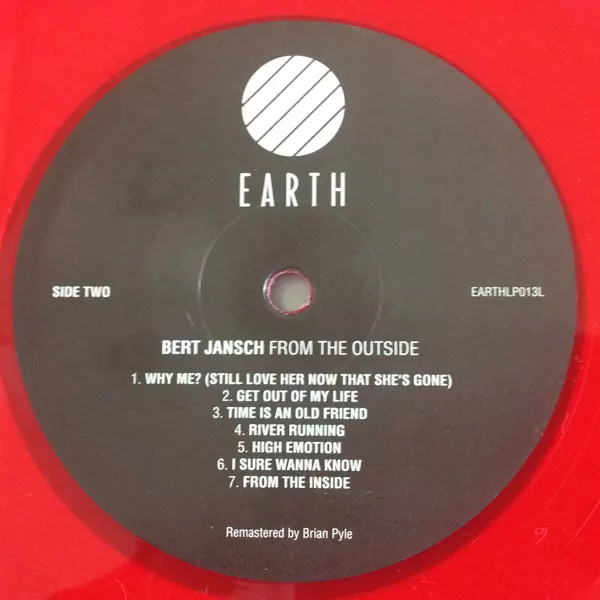 EARTH
SIDE TWO
EARTHLP013L
BERT JANSCH FROM THE OUTSIDE
1. WHY ME? (STILL LOVE HER NOW THAT SHE'S GONE)
2. GET OUT OF MY LIFE
3. TIME IS AN OLD FRIEND
4. RIVER RUNNING
5. HIGH EMOTION
6. I SURE WANNA KNOW
7. FROM THE INSIDE
Remastered by Brian Pyle